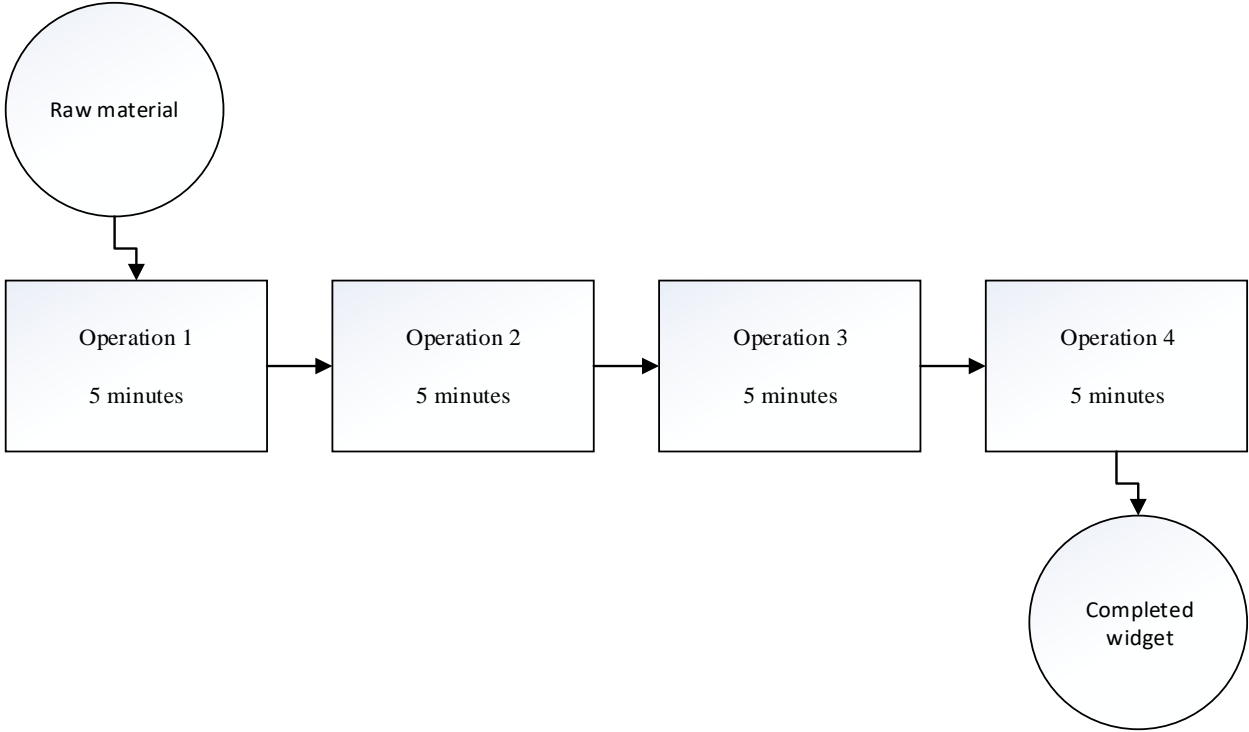 Raw material
Operation 1
5 minutes
Operation 2
5 minutes
Operation 3
5 minutes
Operation 4
5 minutes
Completed
widget